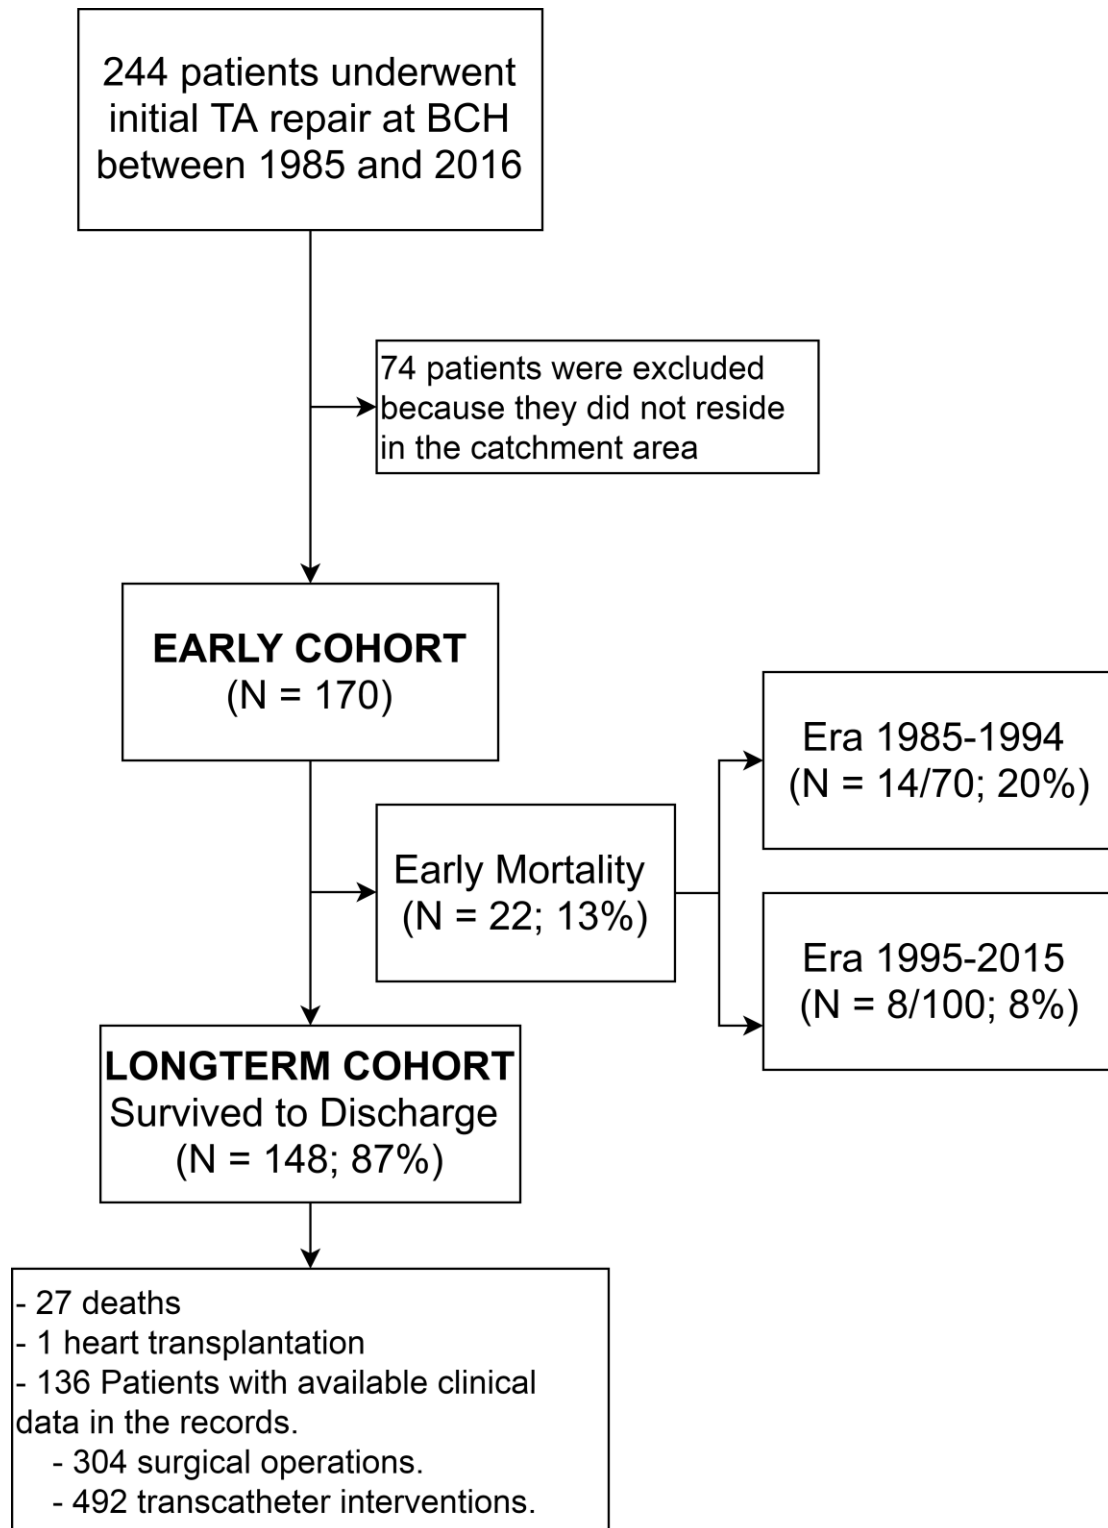 244 patients underwent
initial TA repair at BCH
between 1985 and 2016
74 patients were excluded
because they did not reside
in the catchment area
EARLY COHORT
(N = 170)
Early Mortality
(N = 22; 13%)
Era 1985-1994
(N = 14/70; 20%)
Era 1995-2015
(N = 8/100; 8%)
LONGTERM COHORT
Survived to Discharge
(N = 148; 87%)
- 27 deaths
- 1 heart transplantation
- 136 Patients with available clinical
data in the records.
- 304 surgical operations.
- 492 transcatheter interventions.